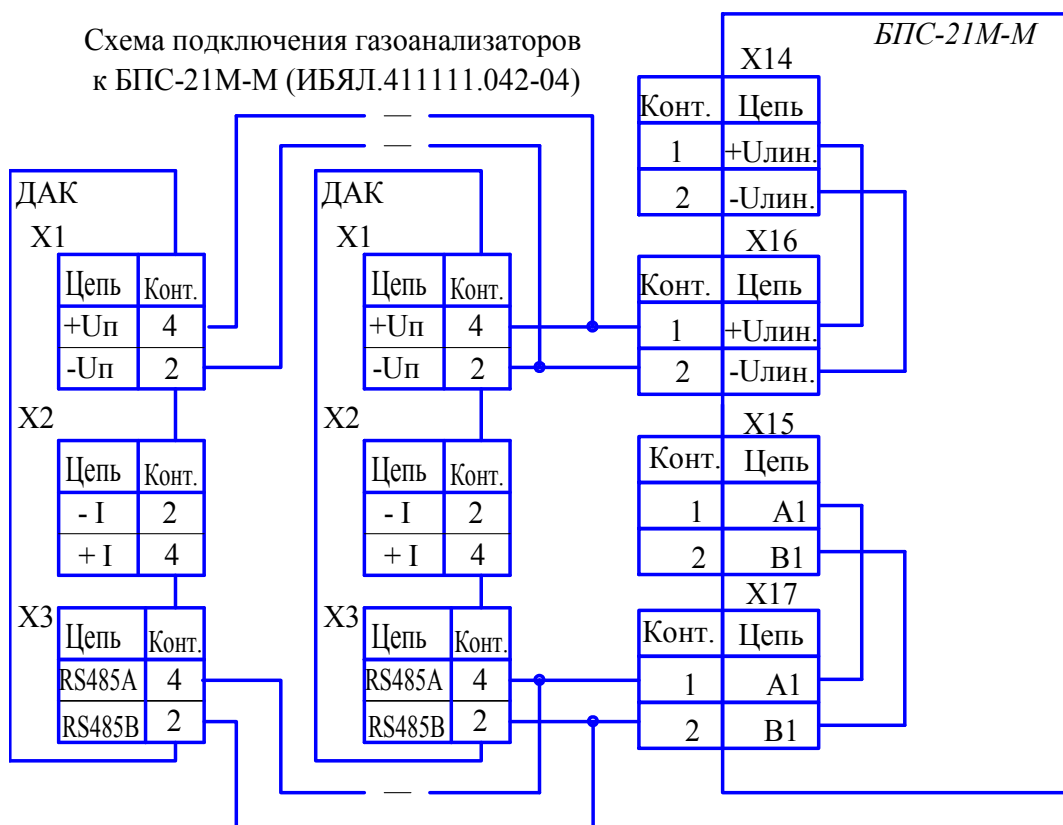 Схема подключения газоанализаторов
к БПС-21М-М (ИБЯЛ.411111.042-04)
БПС-21М-М
ДАК
X1
Цепь Конт.
+Uп 4
-Uп 2
X2
Цепь Конт.
- I 2
+ I 4
X3
Цепь Конт.
RS485A 4
RS485B 2
ДАК
X1
Цепь Конт.
+Uп 4
-Uп 2
X2
Цепь Конт.
- I 2
+ I 4
X3
Цепь Конт.
RS485A 4
RS485B 2
X14
Конт. Цепь
1 +Uлин.
2 -Uлин.
X16
Конт. Цепь
1 +Uлин.
2 -Uлин.
X15
Конт. Цепь
1 A1
2 B1
X17
Конт. Цепь
1 A1
2 B1